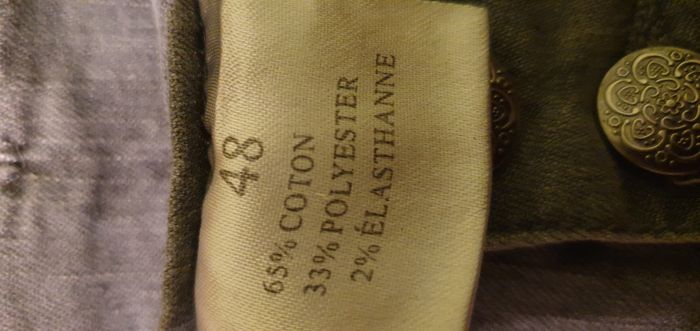 48
65% COTON
33% POLYESTER
2% ÉLASTHANNE